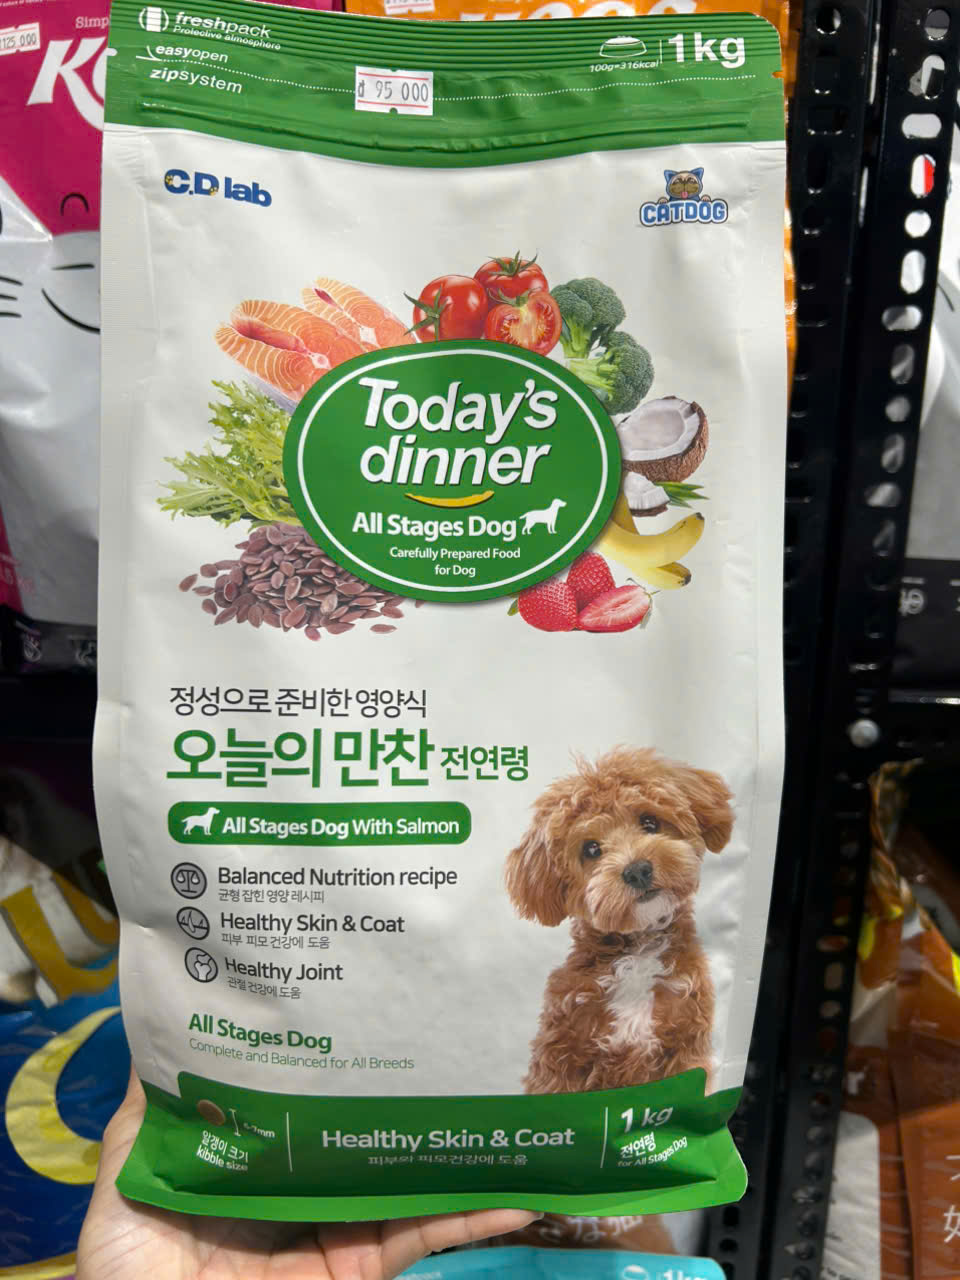 freshpack
Protective atmosphere
easyopen
zipsystem
đ 95 000
100g=316kcal
1kg
C.D lab
CATDOG
Today's
dinner
All Stages Dog
Carefully Prepared Food
for Dog
정성으로 준비한 영양식
오늘의 만찬 전연령
All Stages Dog With Salmon
Balanced Nutrition recipe
균형 잡힌 영양 레시피
Healthy Skin & Coat
피부 피모 건강에 도움
Healthy Joint
관절 건강에 도움
All Stages Dog
Complete and Balanced for All Breeds
알갱이 크기
kibble size
Healthy Skin & Coat
피부와 피모건강에 도움
1 kg
전연령
for All Stages Dog
125 000
1kg